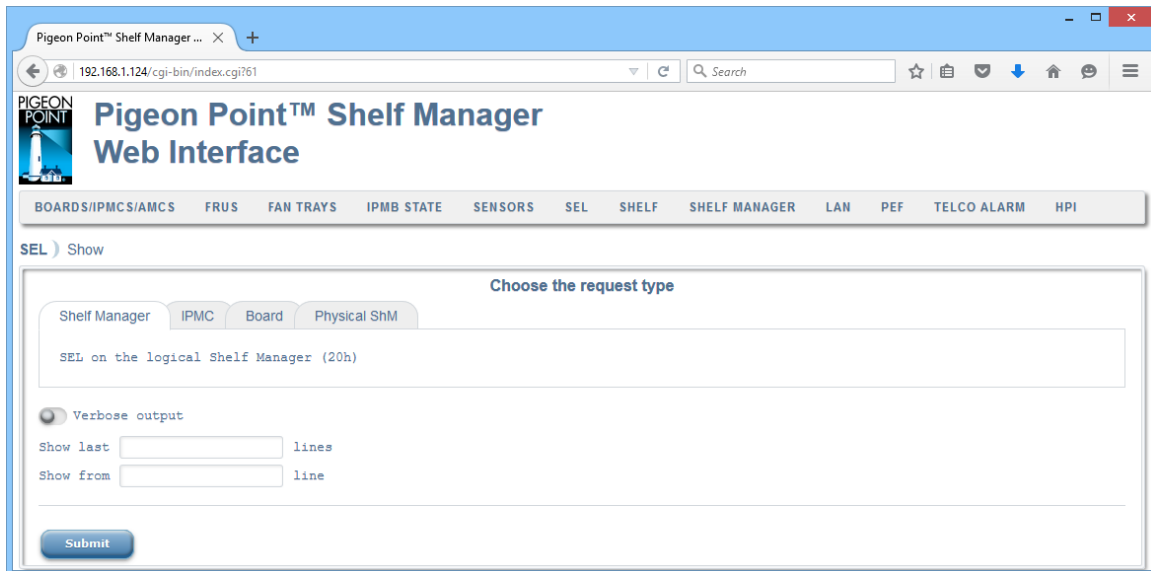 Pigeon Point™ Shelf Manager ...
192.168.1.124/cgi-bin/index.cgi?61
Search
PIGEON
POINT
Pigeon Point™ Shelf Manager
Web Interface
BOARDS/IPMCS/AMCS FRUS FAN TRAYS IPMB STATE SENSORS SEL SHELF SHELF MANAGER LAN PEF TELCO ALARM HPI
SEL ) Show
Choose the request type
Shelf Manager IPMC Board Physical ShM
SEL on the logical Shelf Manager (20h)
Verbose output
Show last lines
Show from line
Submit